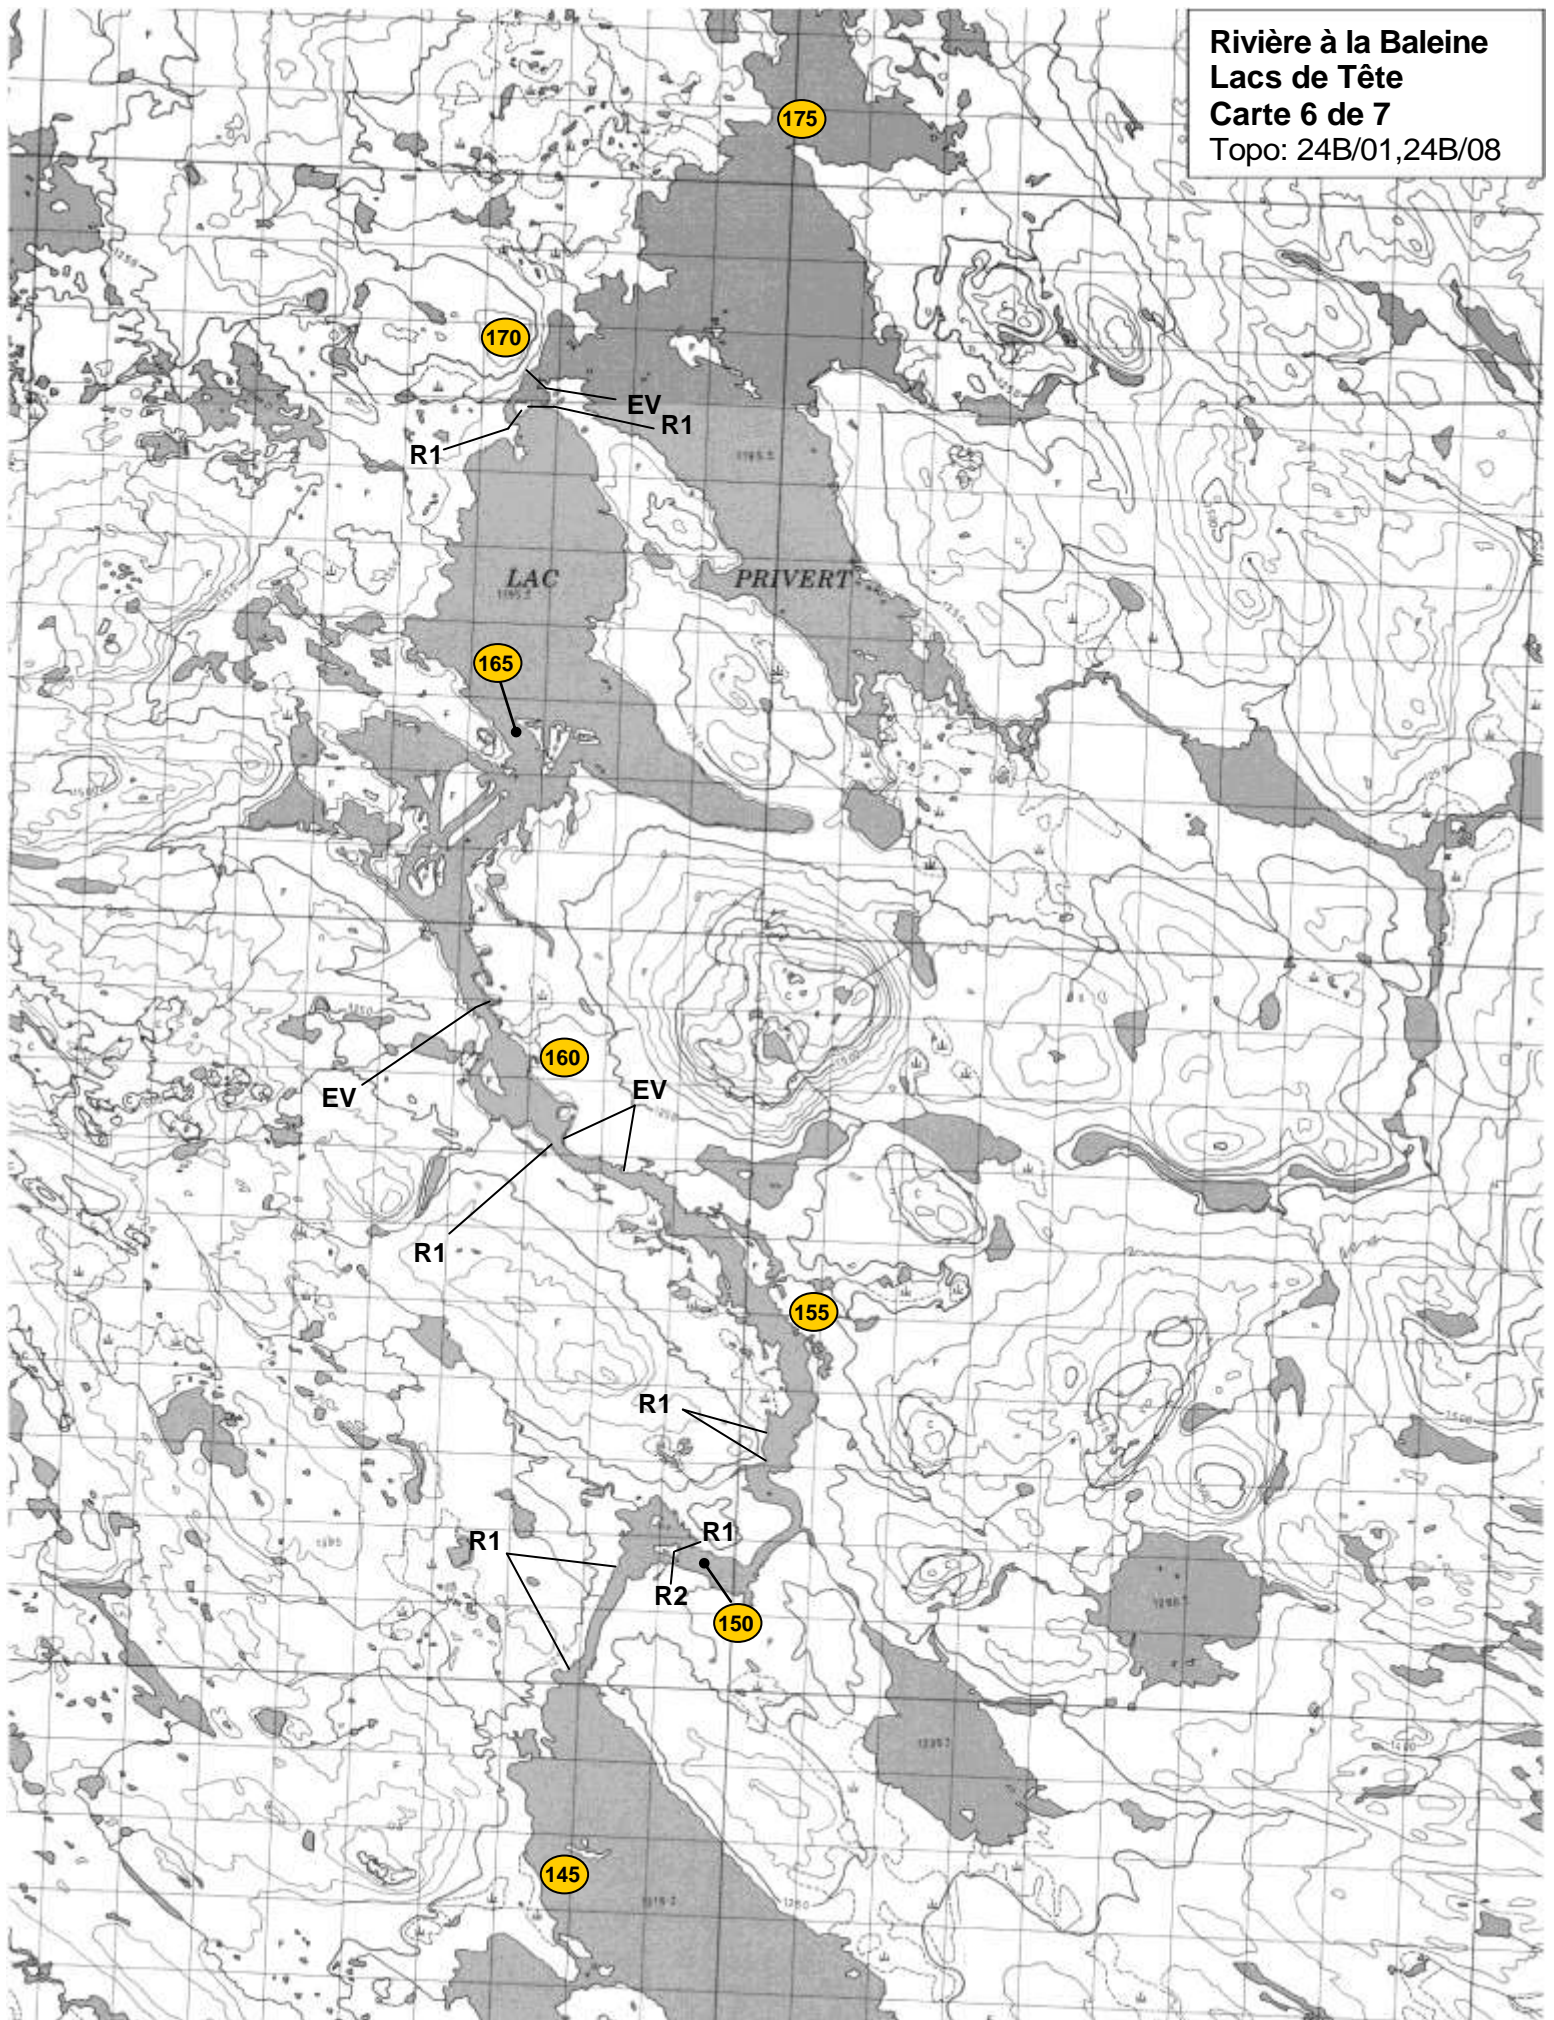 Rivière à la Baleine
Lacs de Tête
Carte 6 de 7
Topo: 24B/01,24B/08
175
170
EV
R1
R1
LAC PRIVERT
165
160
EV
EV
R1
155
R1
R1
R1
R2
150
145